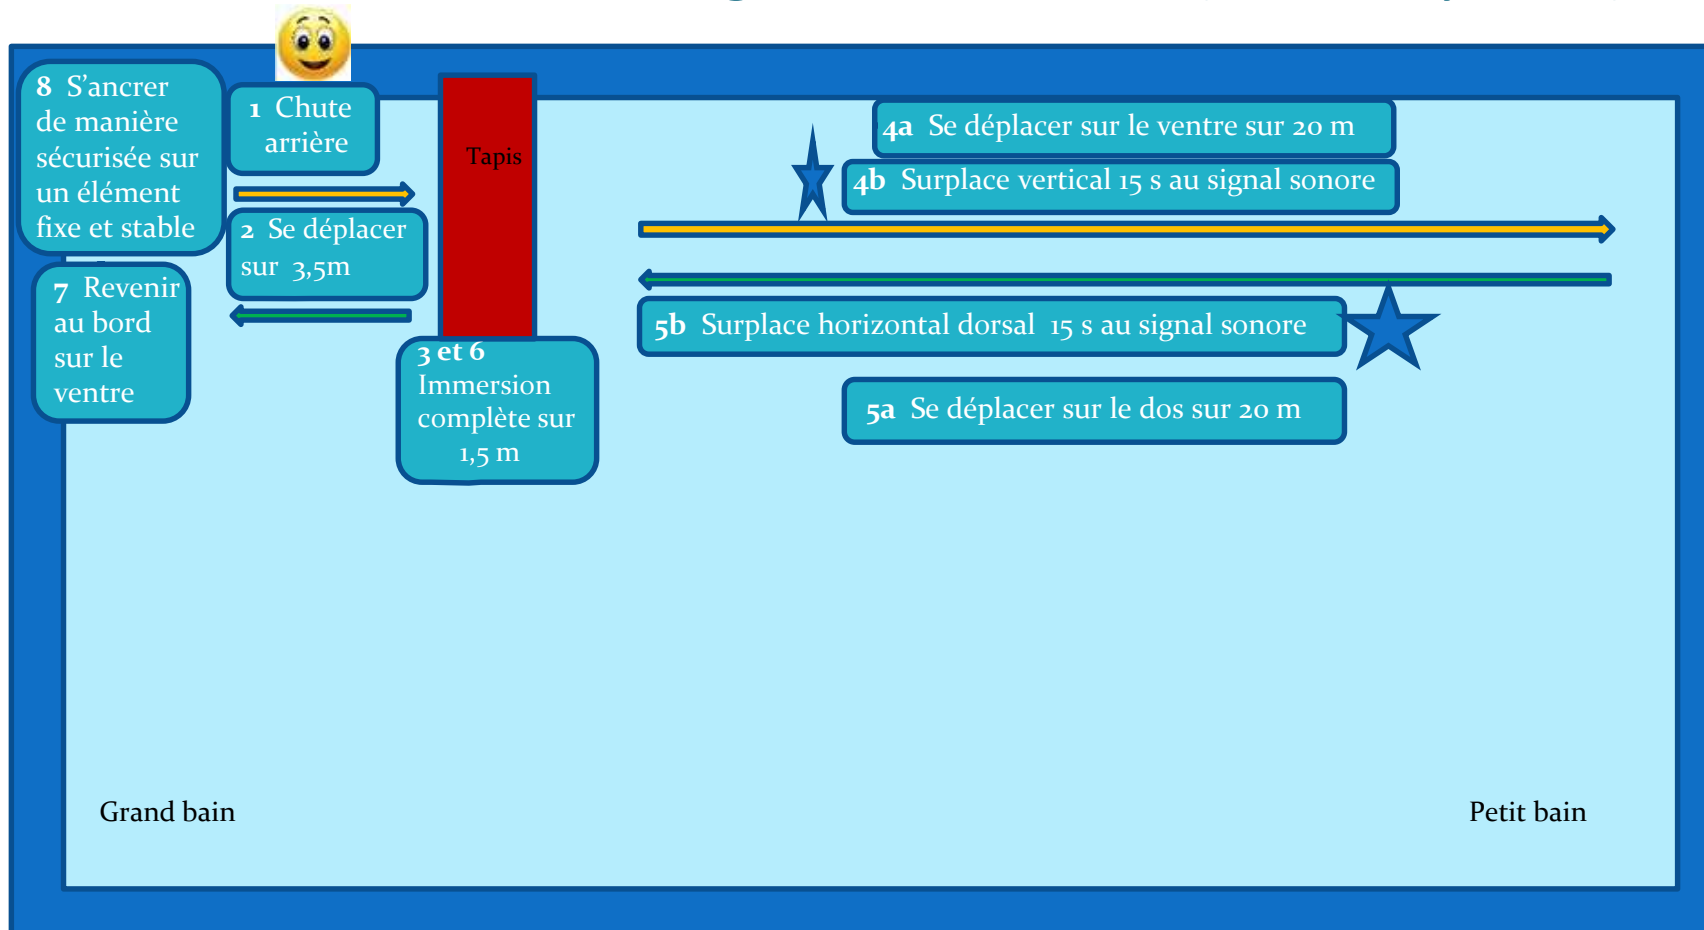 8 S’ancrer
de manière
sécurisée sur
un élément
fixe et stable
1 Chute
arrière
2 Se déplacer
sur 3,5m
7 Revenir
au bord
sur le
ventre
Tapis
3 et 6
Immersion
complète sur
1,5 m
4a Se déplacer sur le ventre sur 20 m
4b Surplace vertical 15 s au signal sonore
5b Surplace horizontal dorsal 15 s au signal sonore
5a Se déplacer sur le dos sur 20 m
Grand bain
Petit bain